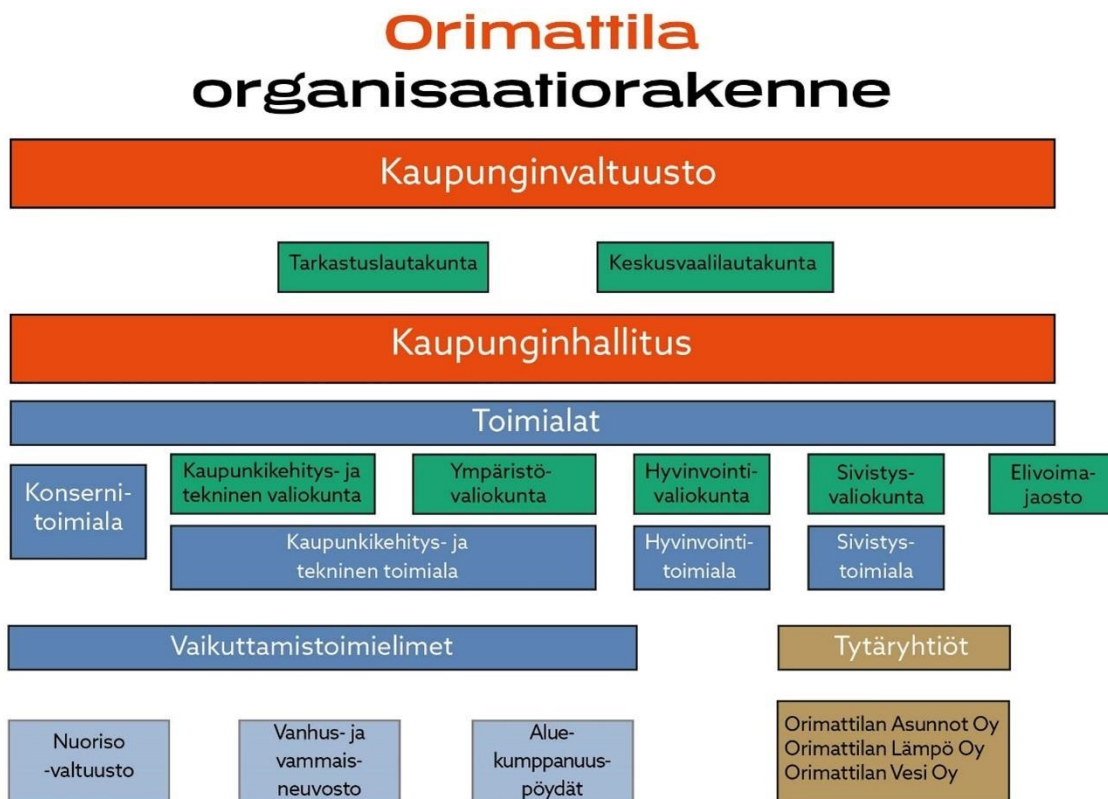 Orimattila
organisaatiorakenne
Kaupunginvaltuusto
Tarkastuslautakunta
Keskusvaalilautakunta
Kaupunginhallitus
Toimialat
Konserni-
toimiala
Kaupunkikehitys- ja
tekninen valiokunta
Ympäristö-
valiokunta
Hyvinvointi-
valiokunta
Sivistys-
valiokunta
Elivoima-
jaosto
Kaupunkikehitys- ja
tekninen toimiala
Hyvinvointi-
toimiala
Sivistys-
toimiala
Vaikuttamistoimielimet
Tytäryhtiöt
Nuoriso
-valtuusto
Vanhus- ja
vammais-
neuvosto
Alue-
kumppanuus-
pöydät
Orimattilan Asunnot Oy
Orimattilan Lämpö Oy
Orimattilan Vesi Oy